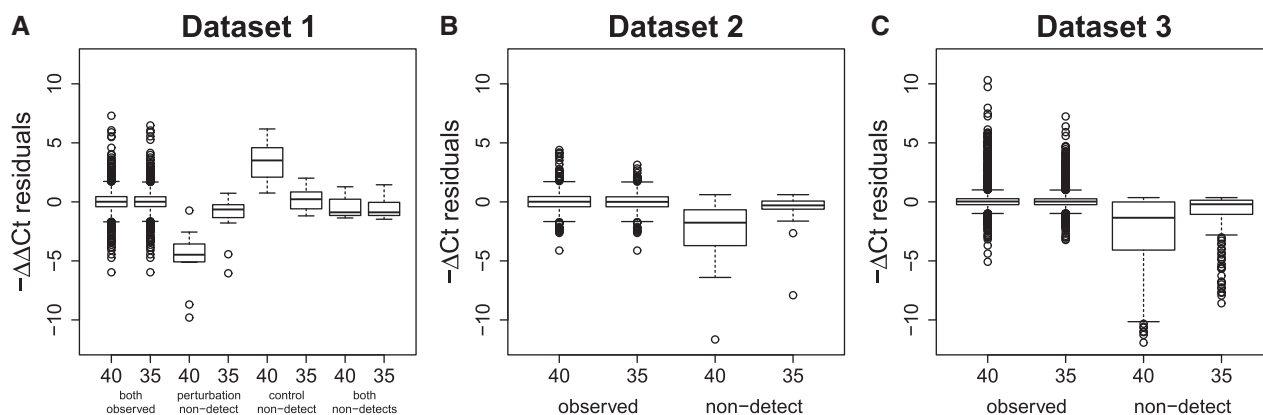 A Dataset 1
−ΔΔCt residuals
10
5
0
−5
−10
40 35 40 35 40 35 40 35
both observed
perturbation non−detect
control non−detect
both non−detects
B Dataset 2
−ΔCt residuals
10
5
0
−5
−10
40 35 40 35
observed non−detect
C Dataset 3
−ΔCt residuals
10
5
0
−5
−10
40 35 40 35
observed non−detect